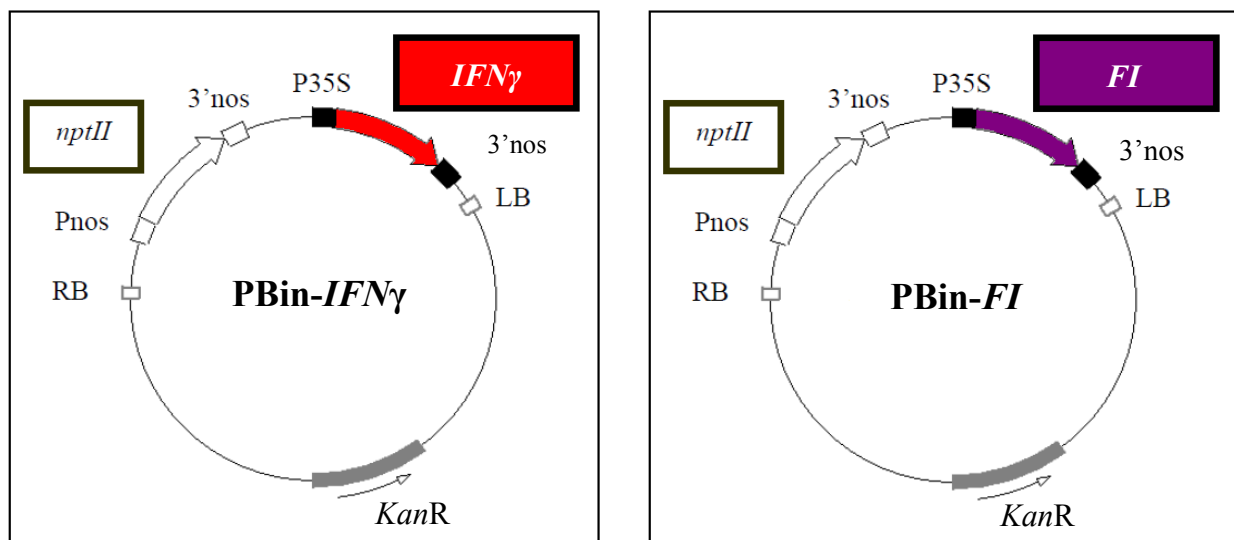 IFNγ
P35S
3’nos
nptII
3’nos
LB
Pnos
RB
PBin-IFNγ
KanR
FI
P35S
3’nos
nptII
3’nos
LB
Pnos
RB
PBin-FI
KanR